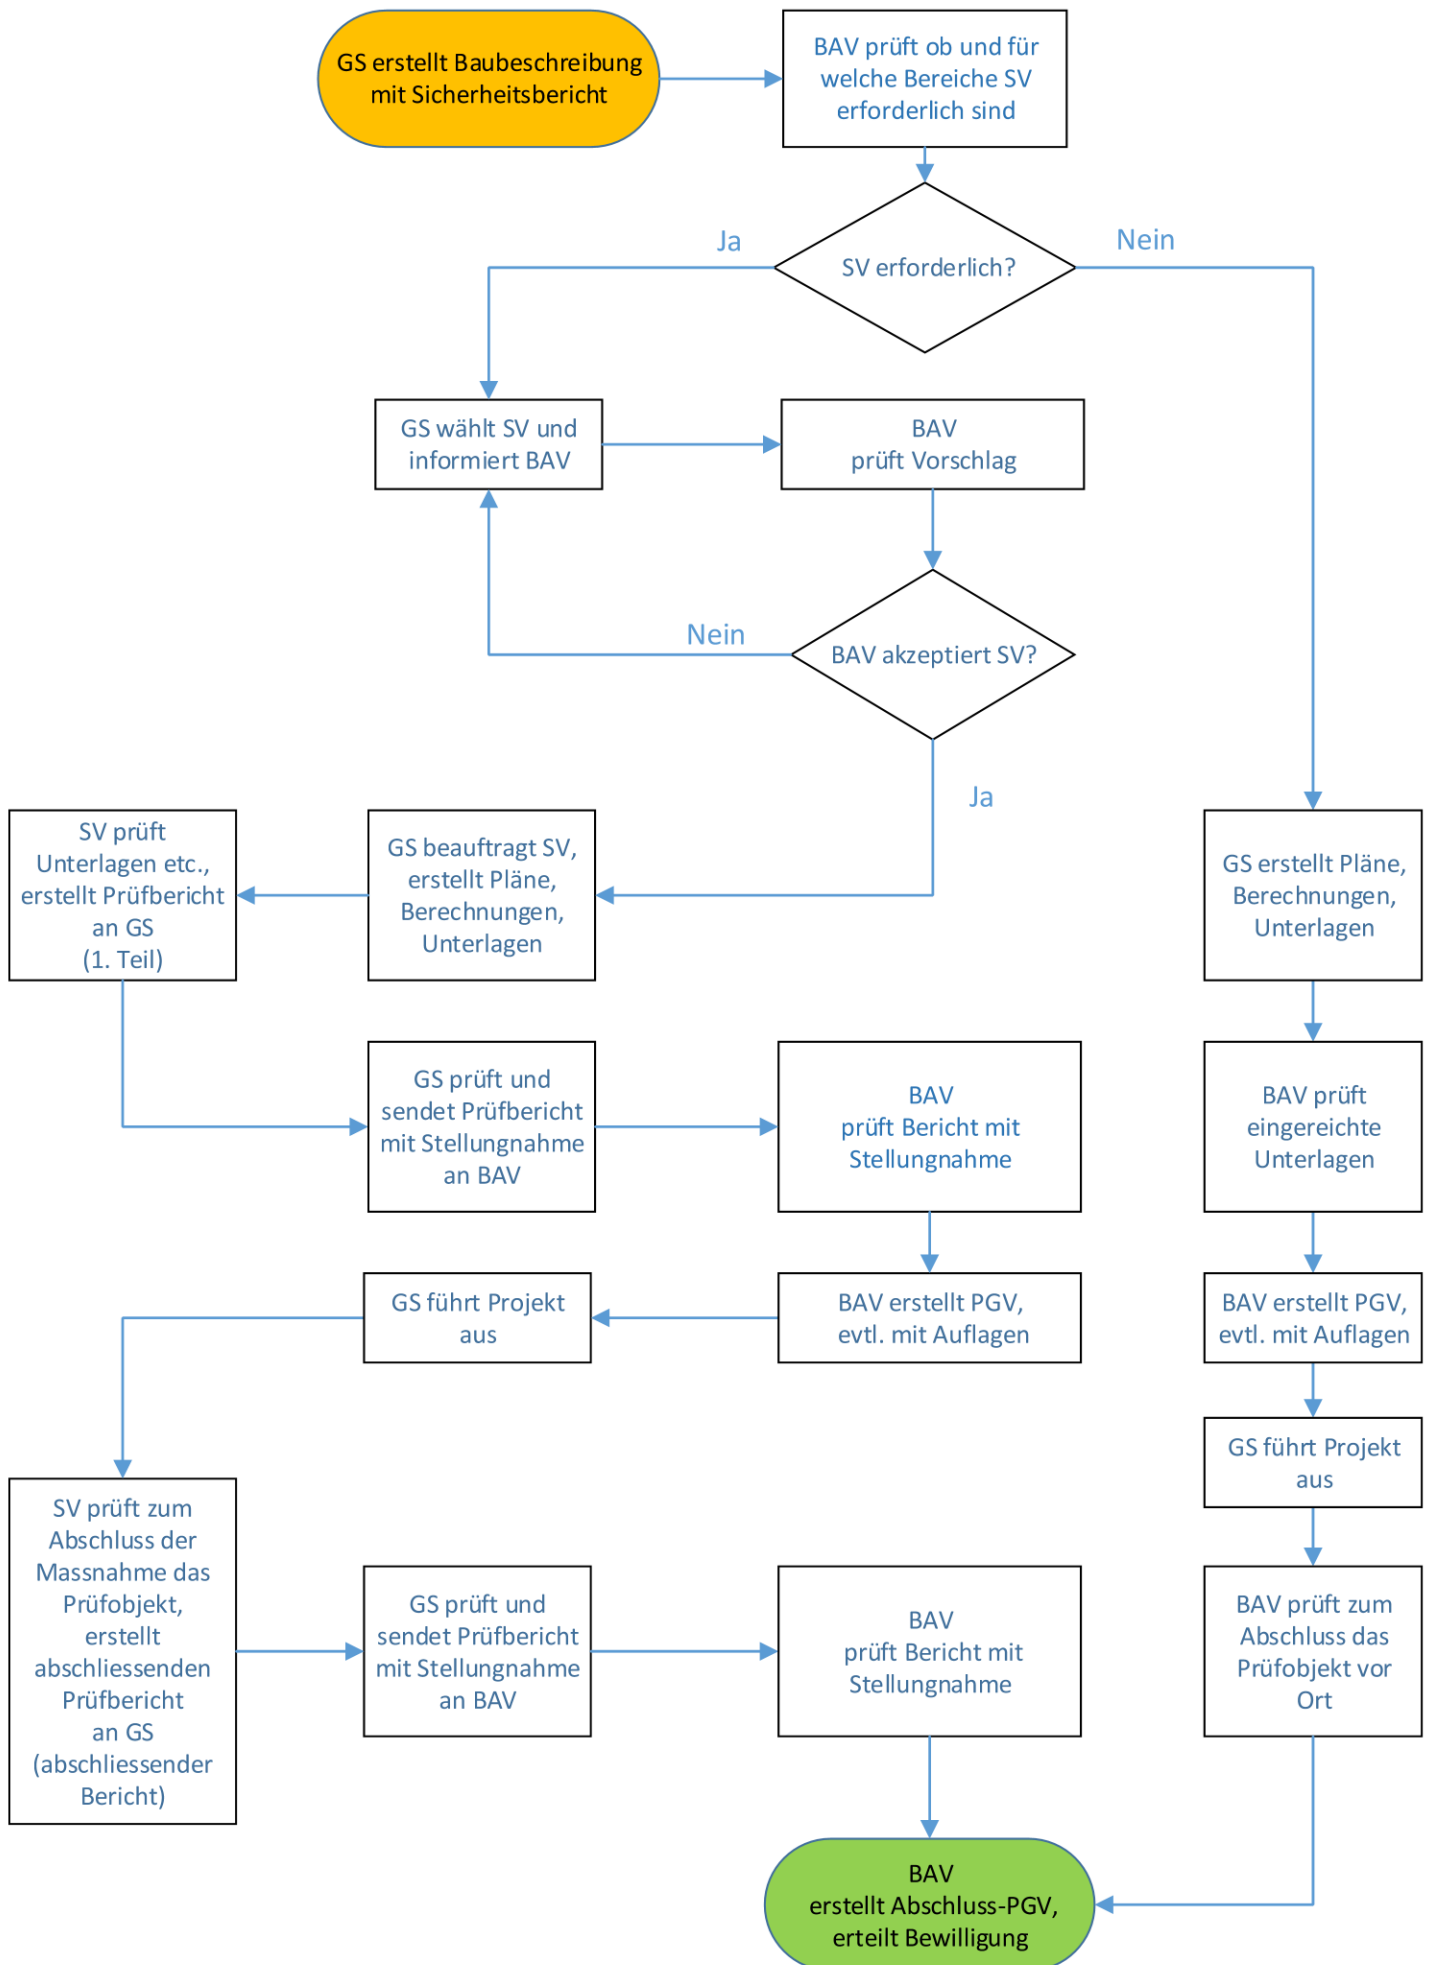 GS erstellt Baubeschreibung
mit Sicherheitsbericht
BAV prüft ob und für
welche Bereiche SV
erforderlich sind
SV erforderlich?
Ja
Nein
GS wählt SV und
informiert BAV
BAV
prüft Vorschlag
BAV akzeptiert SV?
Nein
Ja
SV prüft
Unterlagen etc.,
erstellt Prüfbericht
an GS
(1. Teil)
GS beauftragt SV,
erstellt Pläne,
Berechnungen,
Unterlagen
GS erstellt Pläne,
Berechnungen,
Unterlagen
GS prüft und
sendet Prüfbericht
mit Stellungnahme
an BAV
BAV
prüft Bericht mit
Stellungnahme
BAV prüft
eingereichte
Unterlagen
GS führt Projekt
aus
BAV erstellt PGV,
evtl. mit Auflagen
BAV erstellt PGV,
evtl. mit Auflagen
GS führt Projekt
aus
SV prüft zum
Abschluss der
Massnahme das
Prüfobjekt,
erstellt
abschliessenden
Prüfbericht
an GS
(abschliessender
Bericht)
GS prüft und
sendet Prüfbericht
mit Stellungnahme
an BAV
BAV
prüft Bericht mit
Stellungnahme
BAV prüft zum
Abschluss das
Prüfobjekt vor
Ort
BAV
erstellt Abschluss-PGV,
erteilt Bewilligung